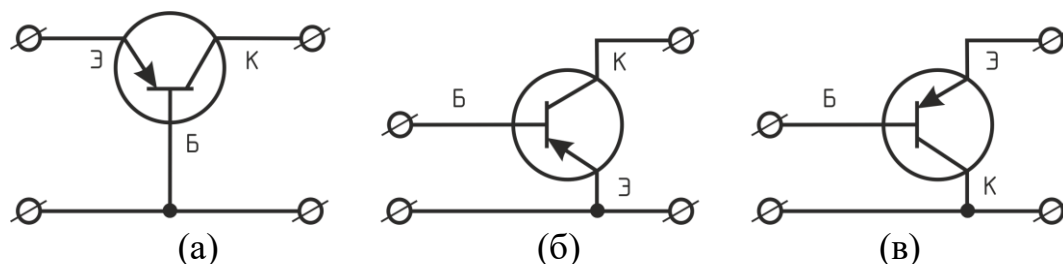 Э К Б
(а)
Б К Э
(б)
Б Э К
(в)